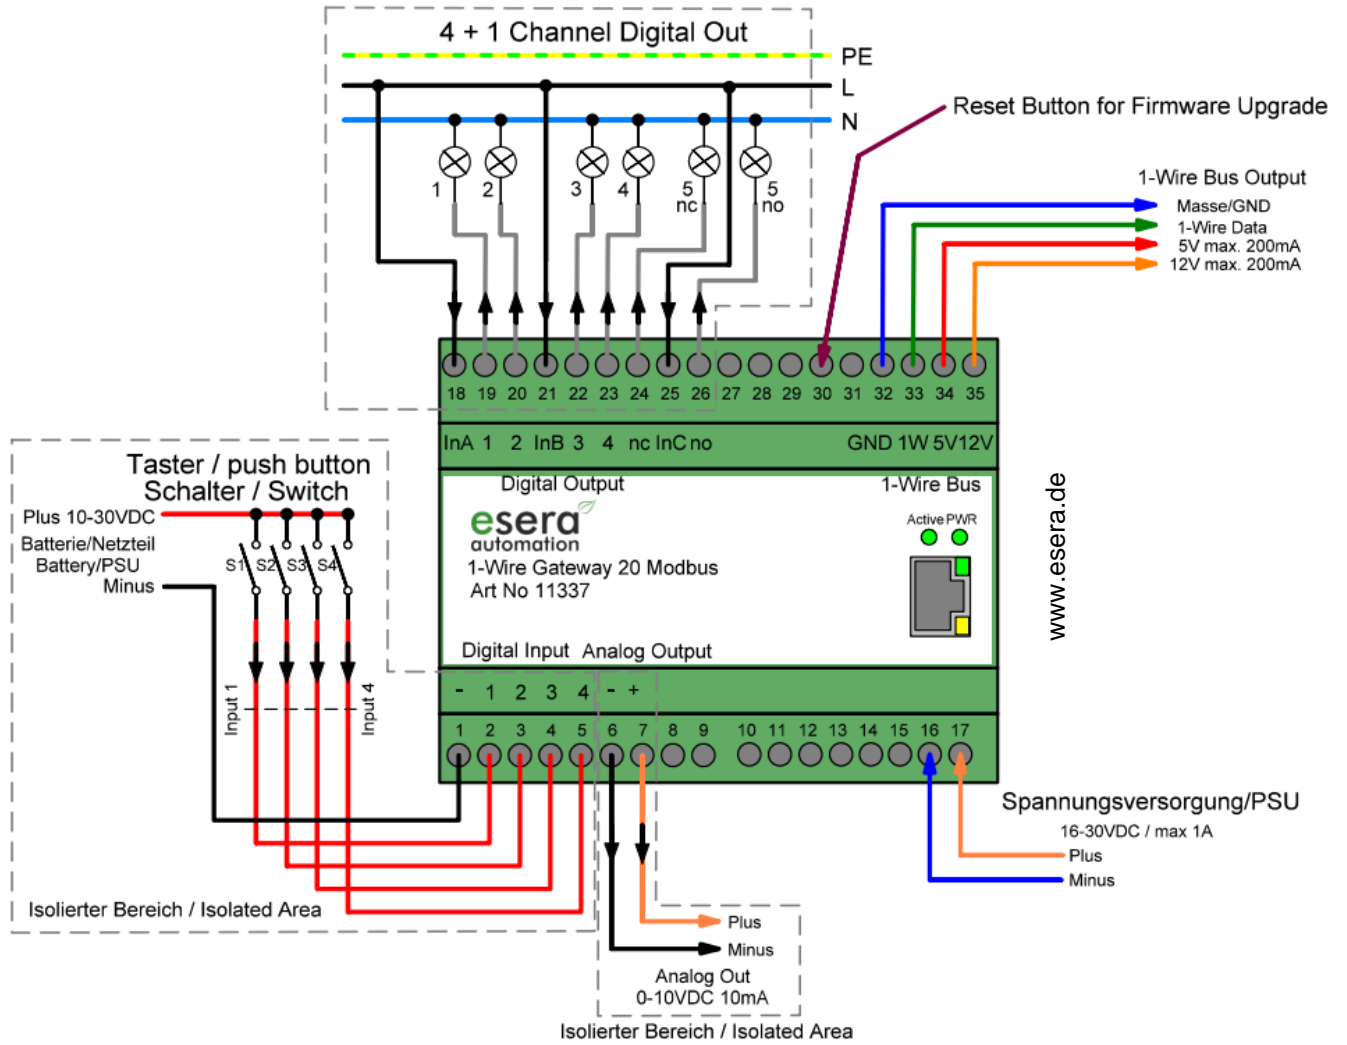 4 + 1 Channel Digital Out
PE
L
N
Reset Button for Firmware Upgrade
1-Wire Bus Output
Masse/GND
1-Wire Data
5V max. 200mA
12V max. 200mA
1 2 3 4 5 5
nc no
18 19 20 21 22 23 24 25 26 27 28 29 30 31 32 33 34 35
InA 1 2 InB 3 4 nc InC no GND 1W 5V 12V
Digital Output 1-Wire Bus
Active PWR
esera
automation
1-Wire Gateway 20 Modbus
Art No 11337
www.esera.de
Digital Input Analog Output
- 1 2 3 4 - +
1 2 3 4 5 6 7 8 9 10 11 12 13 14 15 16 17
Taster / push button
Schalter / Switch
Plus 10-30VDC
Batterie/Netzteil
Battery/PSU
Minus
S1 S2 S3 S4
Input 1
Input 4
Isolierter Bereich / Isolated Area
Spannungsversorgung/PSU
16-30VDC / max 1A
Plus
Minus
Plus
Minus
Analog Out
0-10VDC 10mA
Isolierter Bereich / Isolated Area